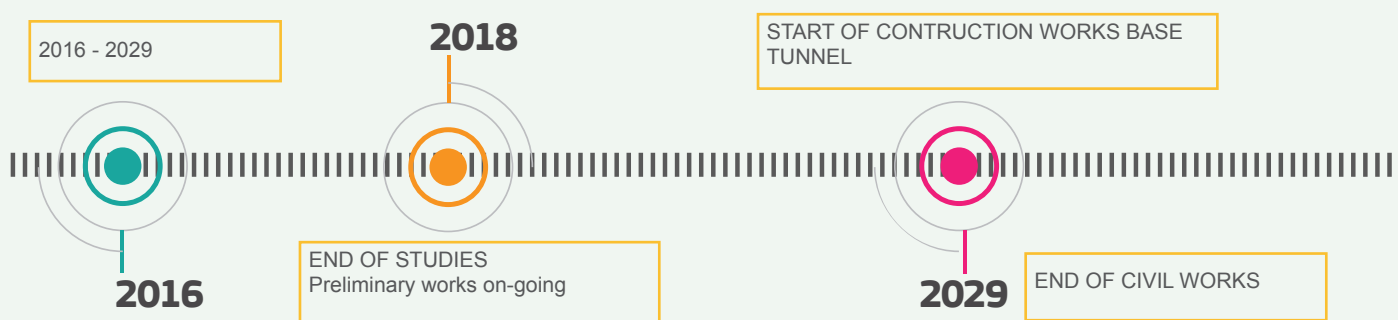 2016 - 2029
2018
START OF CONTRUCTION WORKS BASE
TUNNEL
2016
END OF STUDIES
Preliminary works on-going
2029
END OF CIVIL WORKS